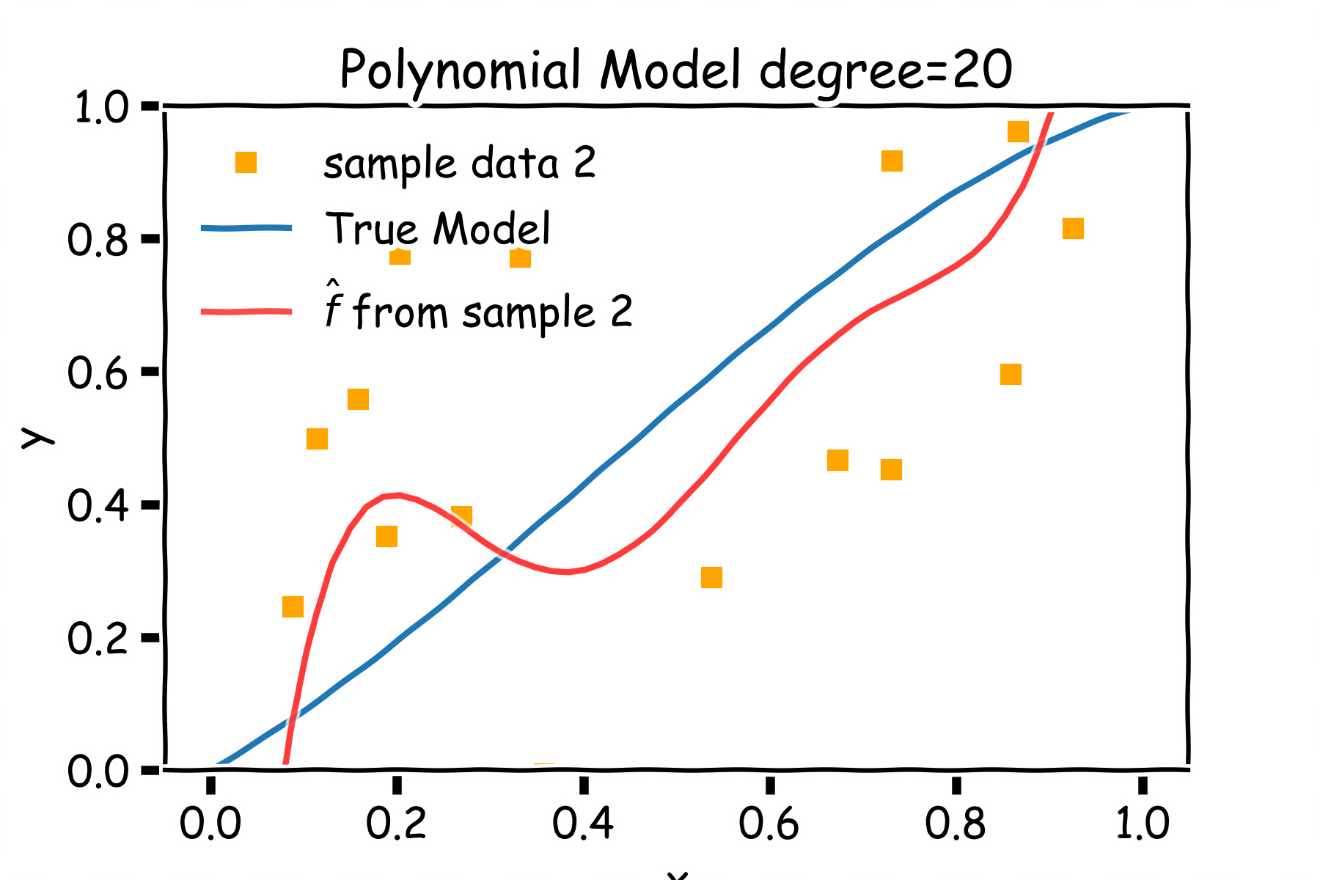 Polynomial Model degree=20
1.0
0.8
0.6
0.4
0.2
0.0
y
sample data 2
True Model
f̂ from sample 2
0.0 0.2 0.4 0.6 0.8 1.0